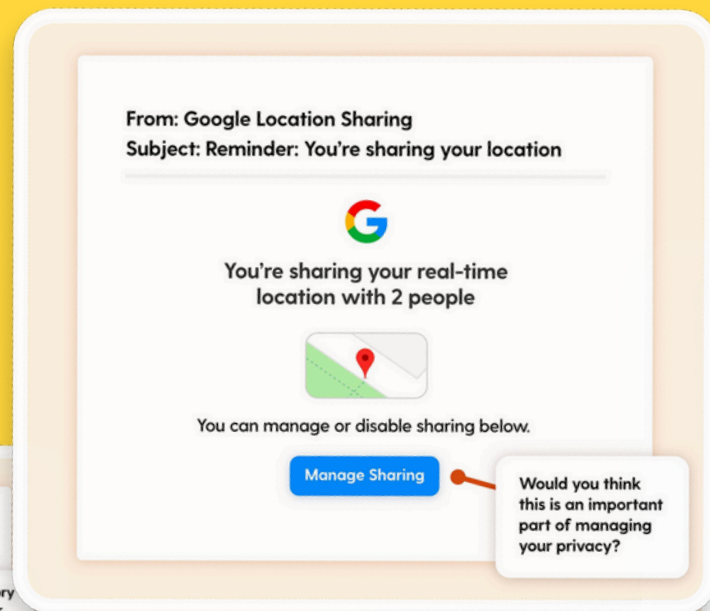 From: Google Location Sharing
Subject: Reminder: You're sharing your location
You're sharing your real-time
location with 2 people
You can manage or disable sharing below.
Manage Sharing
Would you think
this is an important
part of managing
your privacy?